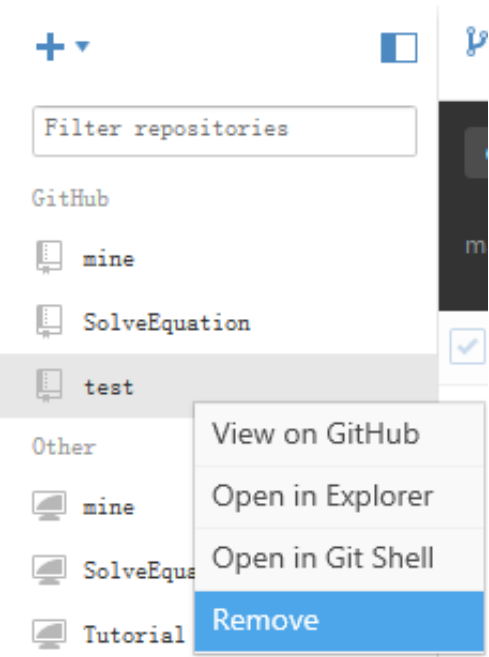 Filter repositories
GitHub
mine
SolveEquation
test
Other
mine
SolveEqua
Tutorial
View on GitHub
Open in Explorer
Open in Git Shell
Remove
m